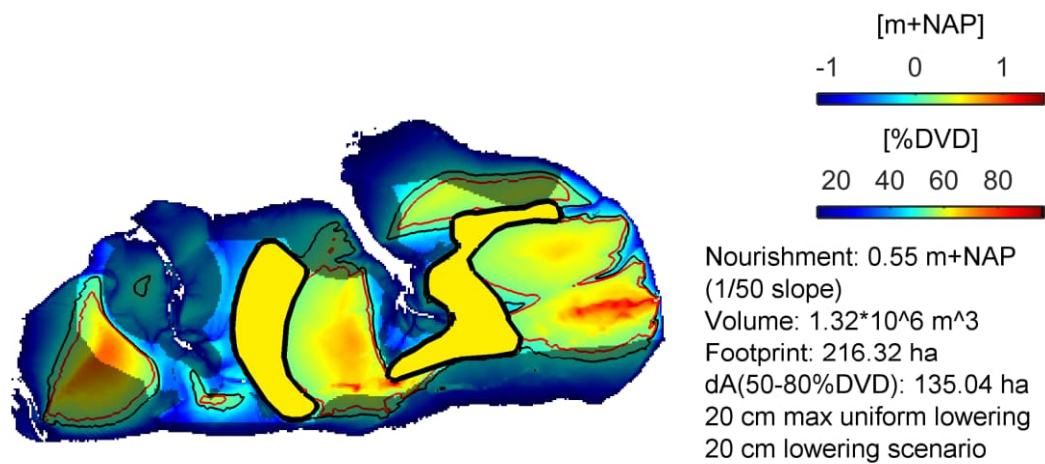 [m+NAP]
-1 0 1
[%DVD]
20 40 60 80
Nourishment: 0.55 m+NAP
(1/50 slope)
Volume: 1.32*10^6 m^3
Footprint: 216.32 ha
dA(50-80%DVD): 135.04 ha
20 cm max uniform lowering
20 cm lowering scenario